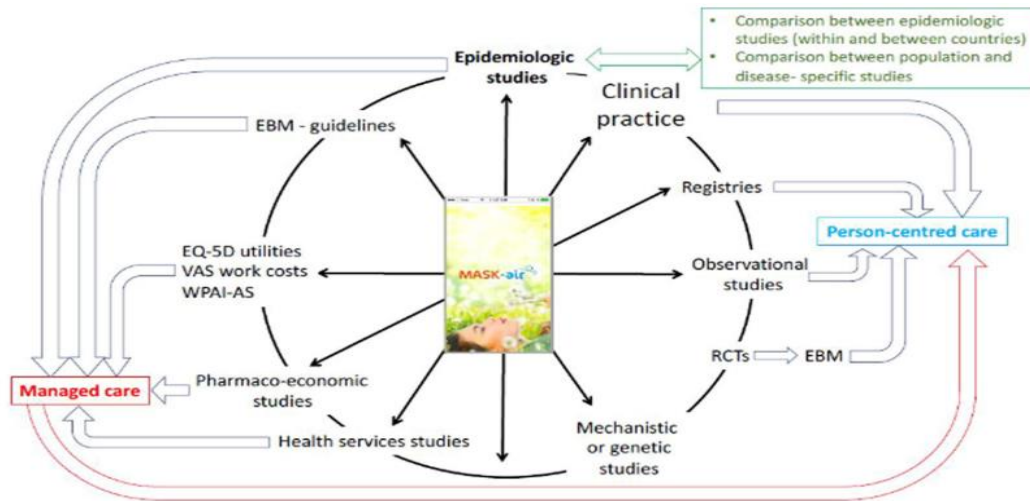 • Comparison between epidemiologic
studies (within and between countries)
• Comparison between population and
disease- specific studies
Epidemiologic
studies
Clinical
practice
EBM - guidelines
Registries
Person-centred care
EQ-5D utilities
VAS work costs
WPAI-AS
MASK-air
Observational
studies
RCTs
EBM
Managed care
Pharmaco-economic
studies
Health services studies
Mechanistic
or genetic
studies